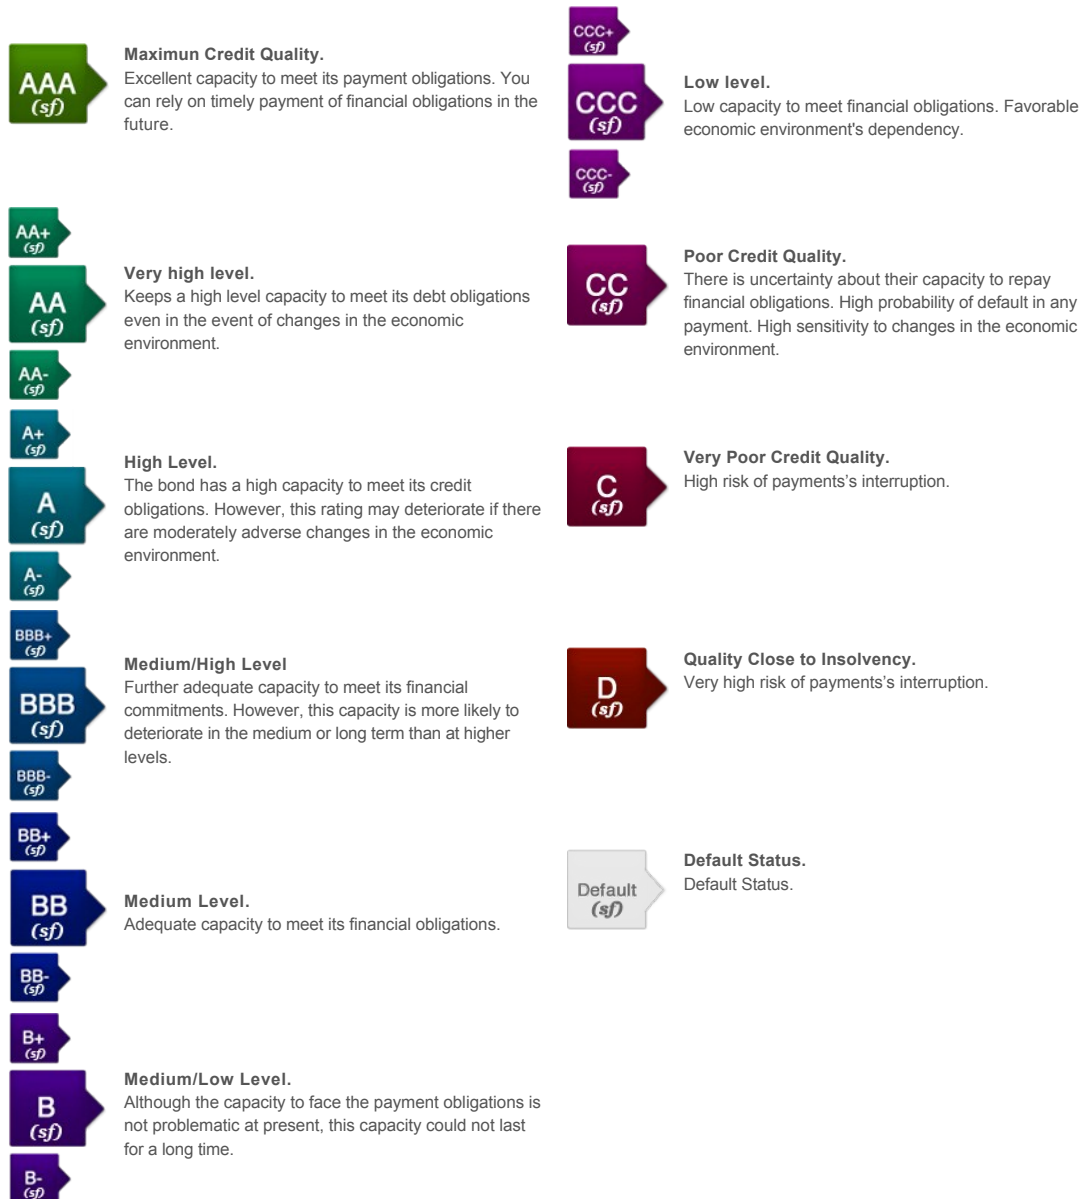 AAA
(sf)
Maximun Credit Quality.
Excellent capacity to meet its payment obligations. You
can rely on timely payment of financial obligations in the
future.
AA+
(sf)
AA
(sf)
AA-
(sf)
Very high level.
Keeps a high level capacity to meet its debt obligations
even in the event of changes in the economic
environment.
A+
(sf)
A
(sf)
A-
(sf)
High Level.
The bond has a high capacity to meet its credit
obligations. However, this rating may deteriorate if there
are moderately adverse changes in the economic
environment.
BBB+
(sf)
BBB
(sf)
BBB-
(sf)
Medium/High Level
Further adequate capacity to meet its financial
commitments. However, this capacity is more likely to
deteriorate in the medium or long term than at higher
levels.
BB+
(sf)
BB
(sf)
BB-
(sf)
Medium Level.
Adequate capacity to meet its financial obligations.
B+
(sf)
B
(sf)
B-
(sf)
Medium/Low Level.
Although the capacity to face the payment obligations is
not problematic at present, this capacity could not last
for a long time.
CCC+
(sf)
CCC
(sf)
CCC-
(sf)
Low level.
Low capacity to meet financial obligations. Favorable
economic environment's dependency.
CC
(sf)
Poor Credit Quality.
There is uncertainty about their capacity to repay
financial obligations. High probability of default in any
payment. High sensitivity to changes in the economic
environment.
C
(sf)
Very Poor Credit Quality.
High risk of payments’s interruption.
D
(sf)
Quality Close to Insolvency.
Very high risk of payments’s interruption.
Default
(sf)
Default Status.
Default Status.